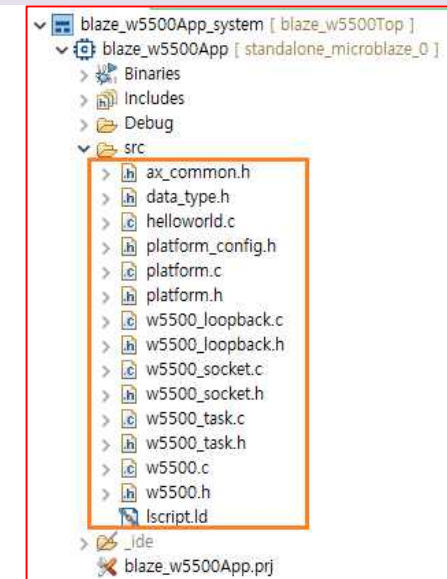 blaze_w5500App_system [ blaze_w5500Top ]
blaze_w5500App [ standalone_microblaze_0 ]
Binaries
Includes
Debug
src
ax_common.h
data_type.h
helloworld.c
platform_config.h
platform.c
platform.h
w5500_loopback.c
w5500_loopback.h
w5500_socket.c
w5500_socket.h
w5500_task.c
w5500_task.h
w5500.c
w5500.h
lscript.ld
_ide
blaze_w5500App.prj